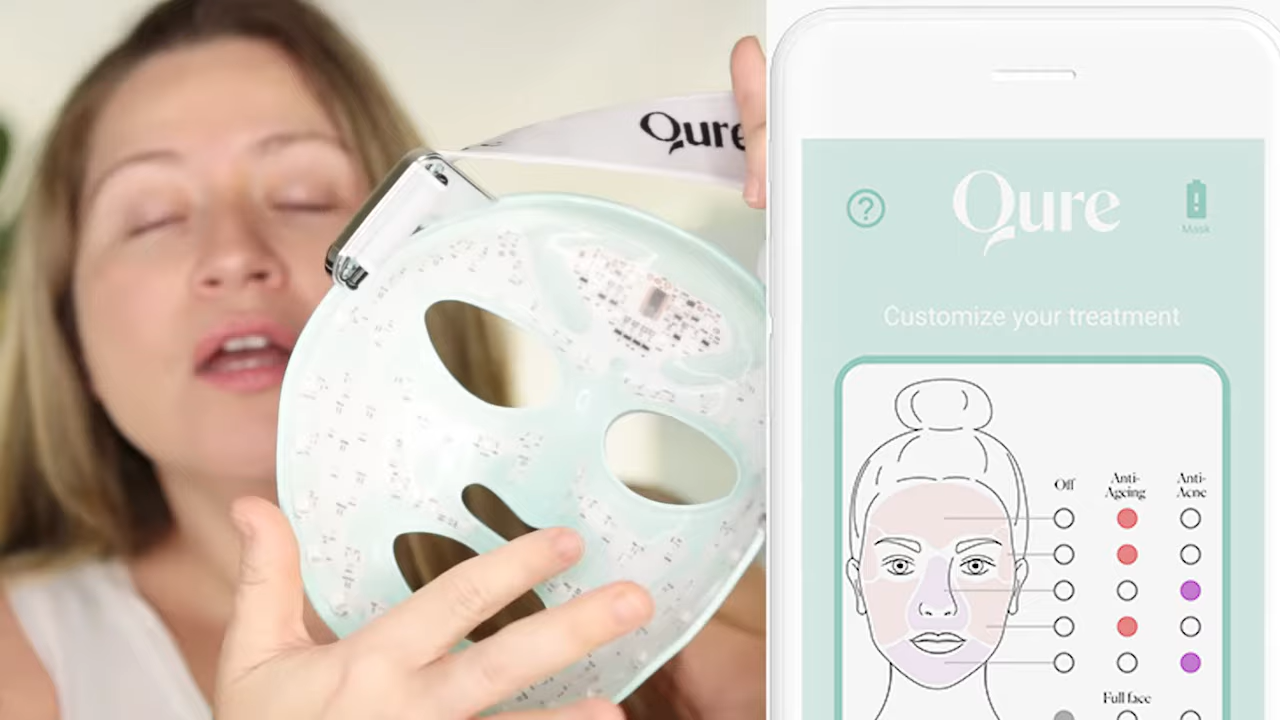 Qure
Qure
Mask
Customize your treatment
Off
Anti-
Ageing
Anti-
Acne
Full face